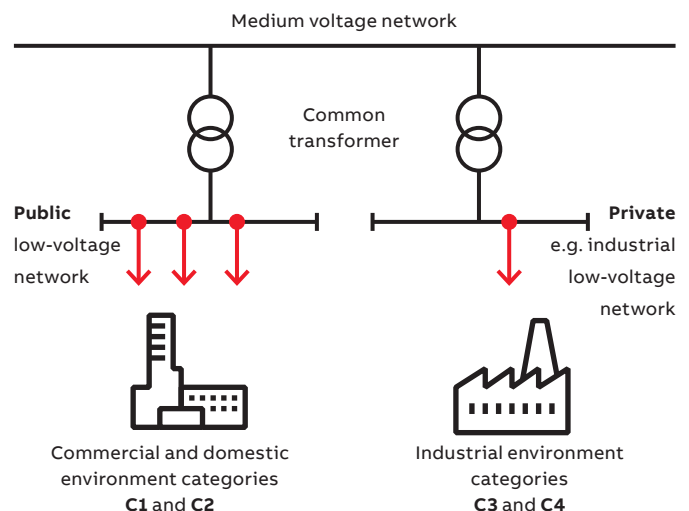 Medium voltage network
Common
transformer
Public
low-voltage
network
Private
e.g. industrial
low-voltage
network
Commercial and domestic
environment categories
C1 and C2
Industrial environment
categories
C3 and C4